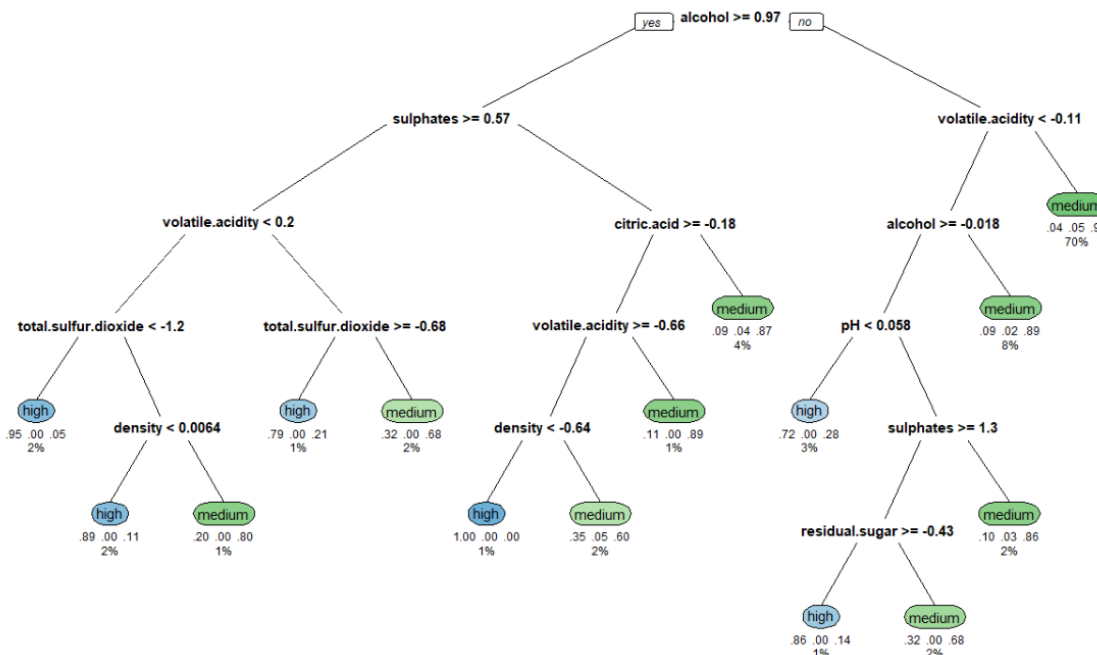 yes alcohol >= 0.97 no
sulphates >= 0.57
volatile.acidity < -0.11
volatile.acidity < 0.2
citric.acid >= -0.18
alcohol >= -0.018
medium
.04 .05 .9
70%
total.sulfur.dioxide < -1.2
total.sulfur.dioxide >= -0.68
volatile.acidity >= -0.66
medium
.09 .04 .87
4%
pH < 0.058
medium
.09 .02 .89
8%
high
.95 .00 .05
2%
density < 0.0064
high
.79 .00 .21
1%
medium
.32 .00 .68
2%
density < -0.64
medium
.11 .00 .89
1%
high
.72 .00 .28
3%
sulphates >= 1.3
high
.89 .00 .11
2%
medium
.20 .00 .80
1%
high
1.00 .00 .00
1%
medium
.35 .05 .60
2%
residual.sugar >= -0.43
medium
.10 .03 .86
2%
high
.86 .00 .14
1%
medium
.32 .00 .68
2%